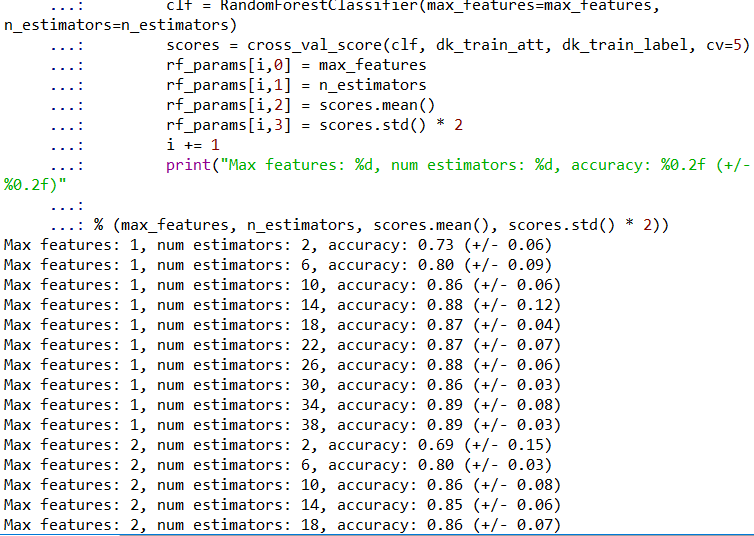 ...: clf = RandomForestClassifier(max_features=max_features,
n_estimators=n_estimators)
...: scores = cross_val_score(clf, dk_train_att, dk_train_label, cv=5)
...: rf_params[i,0] = max_features
...: rf_params[i,1] = n_estimators
...: rf_params[i,2] = scores.mean()
...: rf_params[i,3] = scores.std() * 2
...: i += 1
...: print("Max features: %d, num estimators: %d, accuracy: %0.2f (+/-
%0.2f)"
...:
...: % (max_features, n_estimators, scores.mean(), scores.std() * 2))
Max features: 1, num estimators: 2, accuracy: 0.73 (+/- 0.06)
Max features: 1, num estimators: 6, accuracy: 0.80 (+/- 0.09)
Max features: 1, num estimators: 10, accuracy: 0.86 (+/- 0.06)
Max features: 1, num estimators: 14, accuracy: 0.88 (+/- 0.12)
Max features: 1, num estimators: 18, accuracy: 0.87 (+/- 0.04)
Max features: 1, num estimators: 22, accuracy: 0.87 (+/- 0.07)
Max features: 1, num estimators: 26, accuracy: 0.88 (+/- 0.06)
Max features: 1, num estimators: 30, accuracy: 0.86 (+/- 0.03)
Max features: 1, num estimators: 34, accuracy: 0.89 (+/- 0.08)
Max features: 1, num estimators: 38, accuracy: 0.89 (+/- 0.03)
Max features: 2, num estimators: 2, accuracy: 0.69 (+/- 0.15)
Max features: 2, num estimators: 6, accuracy: 0.80 (+/- 0.03)
Max features: 2, num estimators: 10, accuracy: 0.86 (+/- 0.08)
Max features: 2, num estimators: 14, accuracy: 0.85 (+/- 0.06)
Max features: 2, num estimators: 18, accuracy: 0.86 (+/- 0.07)